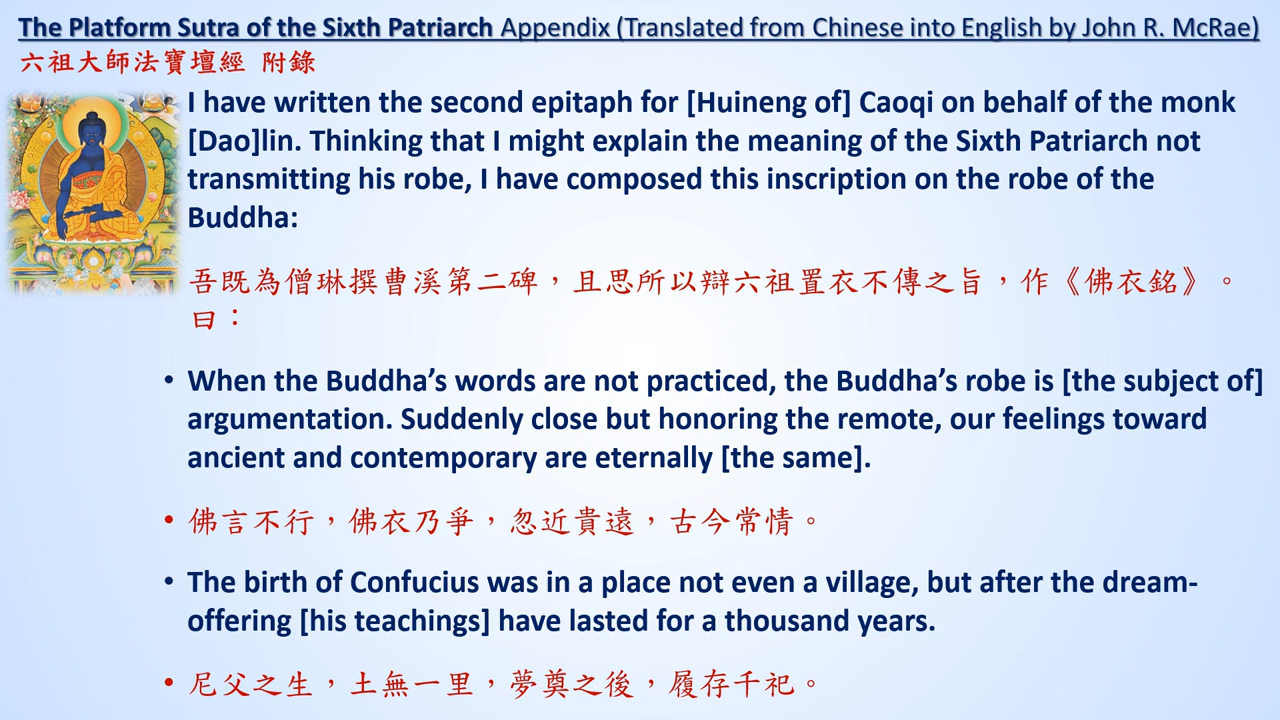 The Platform Sutra of the Sixth Patriarch Appendix (Translated from Chinese into English by John R. McRae)
六祖大師法寶壇經 附錄
I have written the second epitaph for [Huineng of] Caoqi on behalf of the monk
[Dao]lin. Thinking that I might explain the meaning of the Sixth Patriarch not
transmitting his robe, I have composed this inscription on the robe of the
Buddha:
吾既為僧琳撰曹溪第二碑，且思所以辯六祖置衣不傳之旨，作《佛衣銘》。
曰：
• When the Buddha’s words are not practiced, the Buddha’s robe is [the subject of]
argumentation. Suddenly close but honoring the remote, our feelings toward
ancient and contemporary are eternally [the same].
• 佛言不行，佛衣乃爭，忽近貴遠，古今常情。
• The birth of Confucius was in a place not even a village, but after the dream-
offering [his teachings] have lasted for a thousand years.
• 尼父之生，土無一里，夢奠之後，履存千祀。